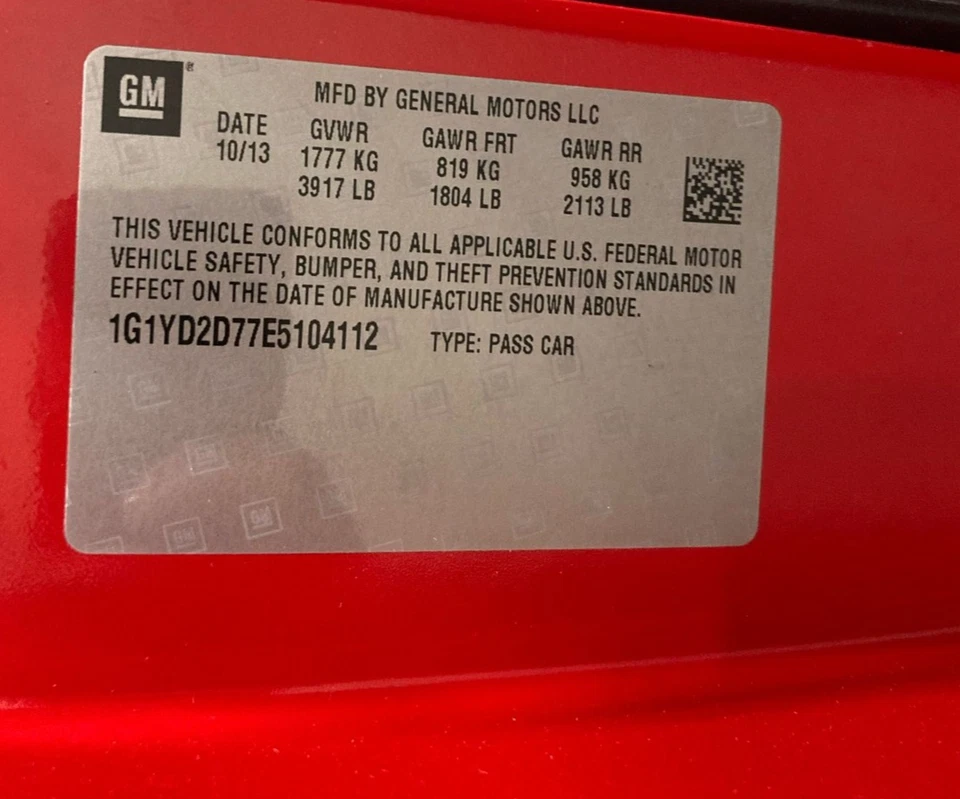 GM
MFD BY GENERAL MOTORS LLC
DATE GVWR GAWR FRT GAWR RR
10/13 1777 KG 819 KG 958 KG
3917 LB 1804 LB 2113 LB
THIS VEHICLE CONFORMS TO ALL APPLICABLE U.S. FEDERAL MOTOR
VEHICLE SAFETY, BUMPER, AND THEFT PREVENTION STANDARDS IN
EFFECT ON THE DATE OF MANUFACTURE SHOWN ABOVE.
1G1YD2D77E5104112 TYPE: PASS CAR